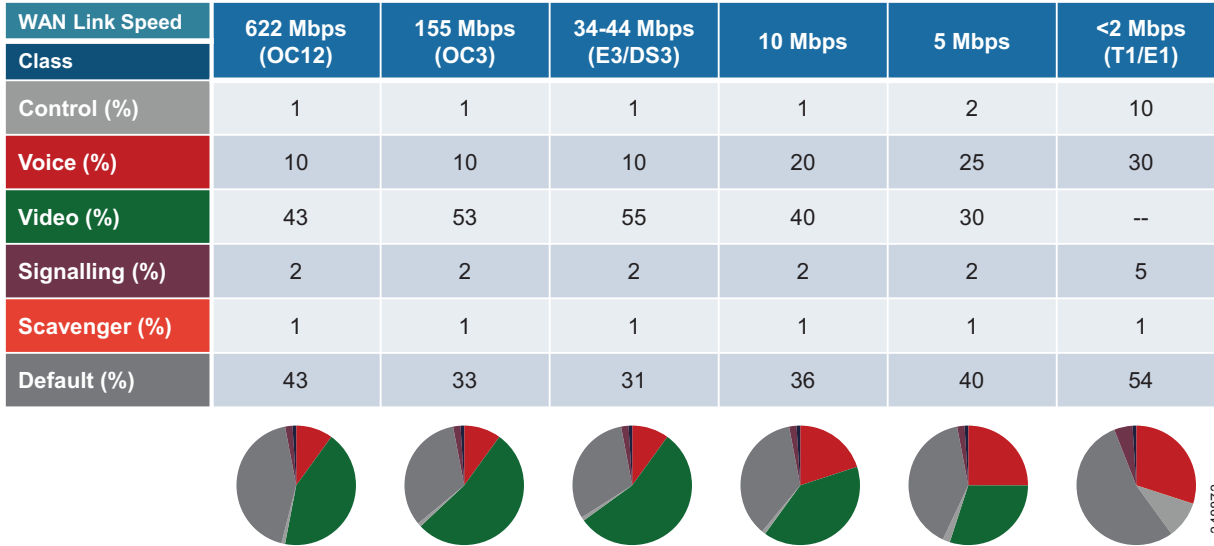 WAN Link Speed
Class
622 Mbps
(OC12)
155 Mbps
(OC3)
34-44 Mbps
(E3/DS3)
10 Mbps
5 Mbps
<2 Mbps
(T1/E1)
Control (%) 1 1 1 1 2 10
Voice (%) 10 10 10 20 25 30
Video (%) 43 53 55 40 30 --
Signalling (%) 2 2 2 2 2 5
Scavenger (%) 1 1 1 1 1 1
Default (%) 43 33 31 36 40 54